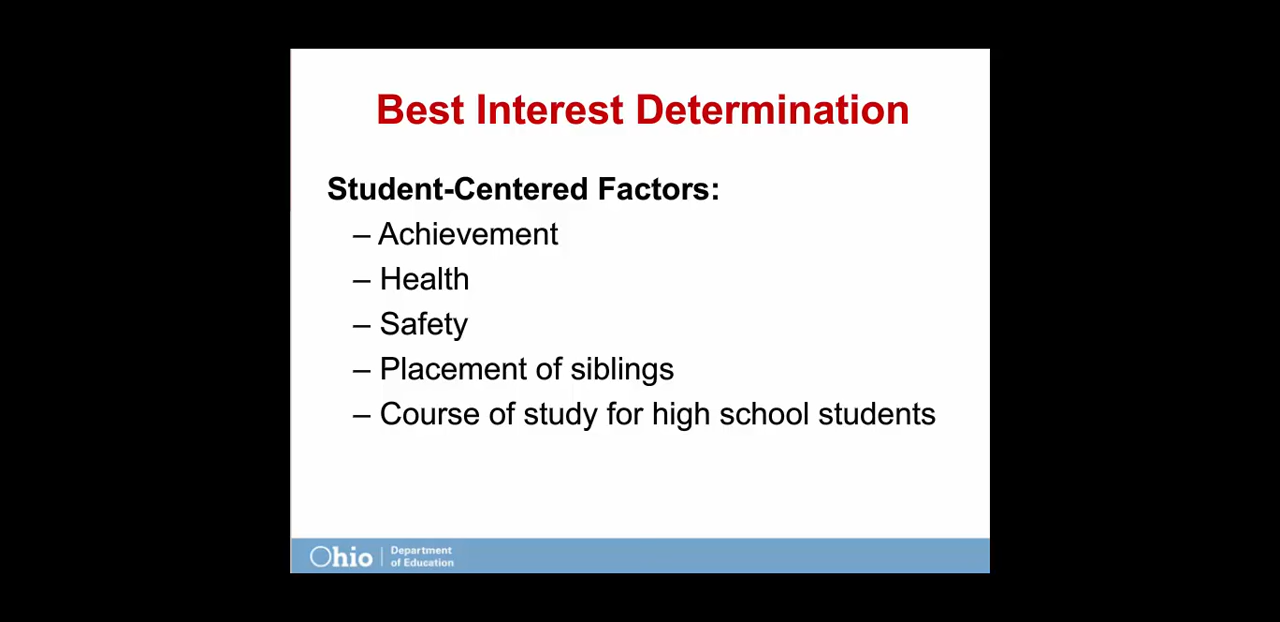 Best Interest Determination
Student-Centered Factors:
– Achievement
– Health
– Safety
– Placement of siblings
– Course of study for high school students
Ohio
Department
of Education